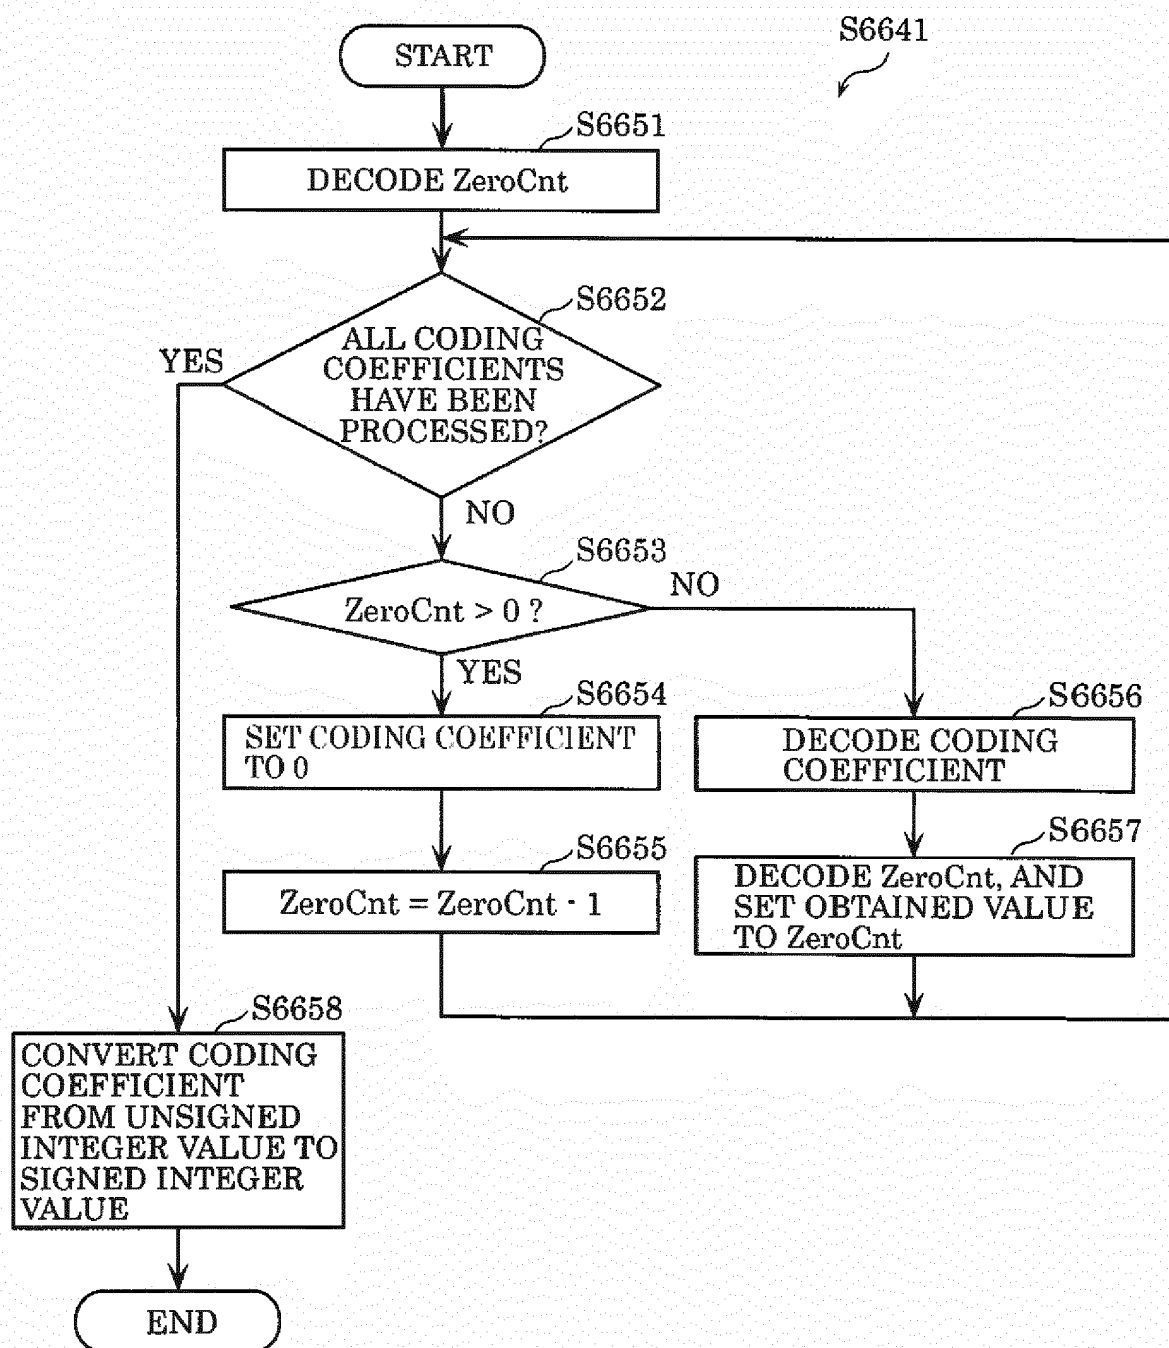 S6641
START
S6651
DECODE ZeroCnt
S6652
ALL CODING
COEFFICIENTS
HAVE BEEN
PROCESSED?
YES
NO
S6653
ZeroCnt > 0 ?
NO
YES
S6654
SET CODING COEFFICIENT
TO 0
S6655
ZeroCnt = ZeroCnt - 1
S6656
DECODE CODING
COEFFICIENT
S6657
DECODE ZeroCnt, AND
SET OBTAINED VALUE
TO ZeroCnt
S6658
CONVERT CODING
COEFFICIENT
FROM UNSIGNED
INTEGER VALUE TO
SIGNED INTEGER
VALUE
END